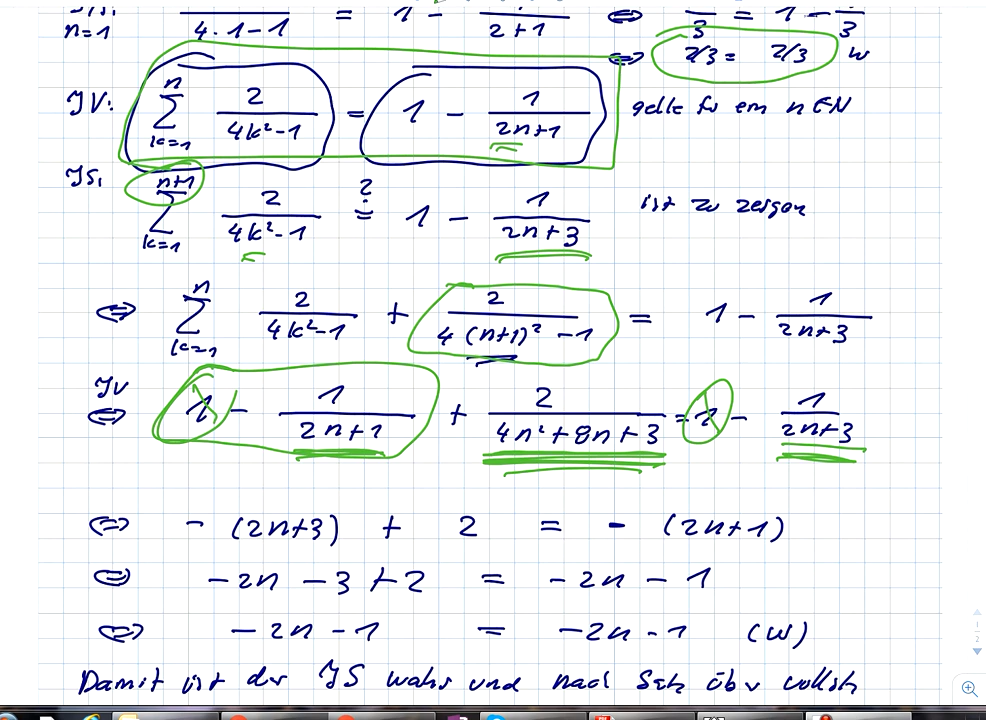 n=1 4·1-1 = 1 - 2+1 ⇔ 3 = 1 - 3
⇔ 2/3 = 2/3 w
IV: n ∑ k=1 2/(4k²-1) = 1 - 1/(2n+1) gelte für ein n∈N
IS: n+1 ∑ k=1 2/(4k²-1) ≟ 1 - 1/(2n+3) ist zu zeigen
⇔ n ∑ k=1 2/(4k²-1) + 2/(4(n+1)²-1) = 1 - 1/(2n+3)
IV ⇔ 1 - 1/(2n+1) + 2/(4n²+8n+3) = 1 - 1/(2n+3)
⇔ - (2n+3) + 2 = - (2n+1)
⇔ -2n - 3 + 2 = -2n - 1
⇔ -2n - 1 = -2n - 1 (w)
Damit ist der IS wahr und nach Satz über vollst